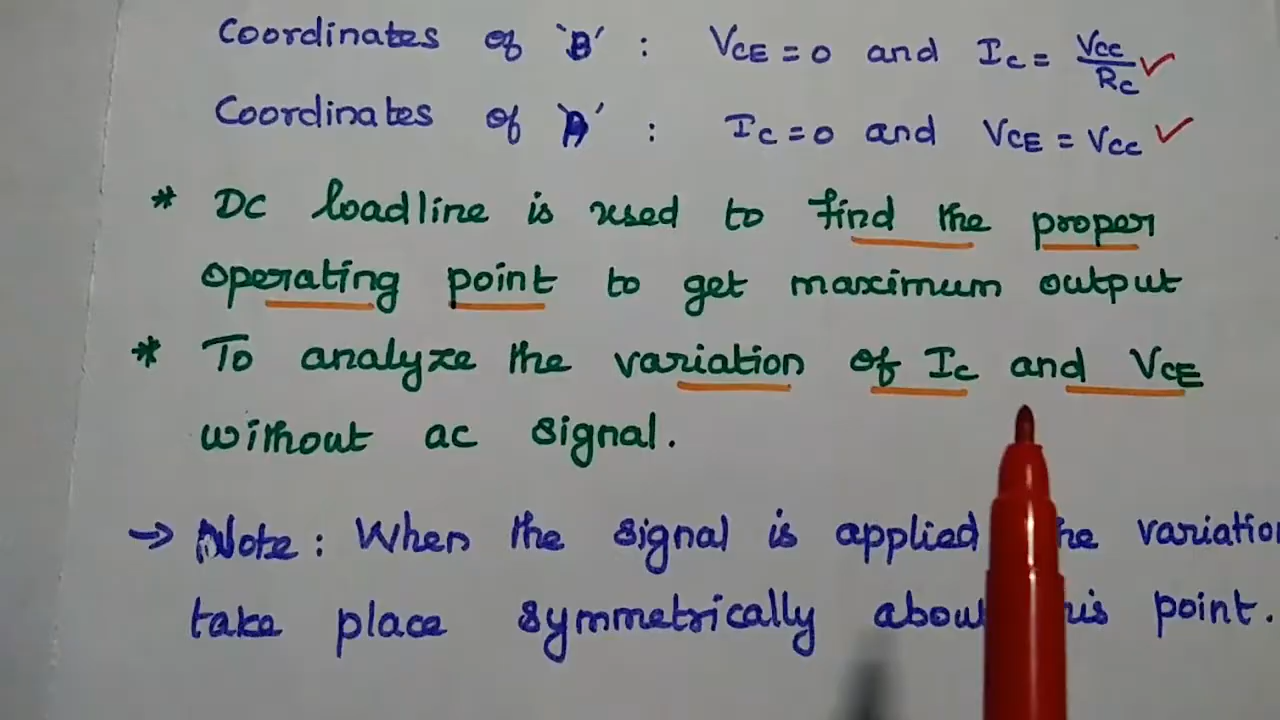 Coordinates of 'B' : VCE = 0 and IC = VCC/RC ✓
Coordinates of 'A' : IC = 0 and VCE = VCC ✓
* DC loadline is used to find the proper
operating point to get maximum output
* To analyze the variation of IC and VCE
without ac signal.
→ Note: When the signal is applied
take place symmetrically point.